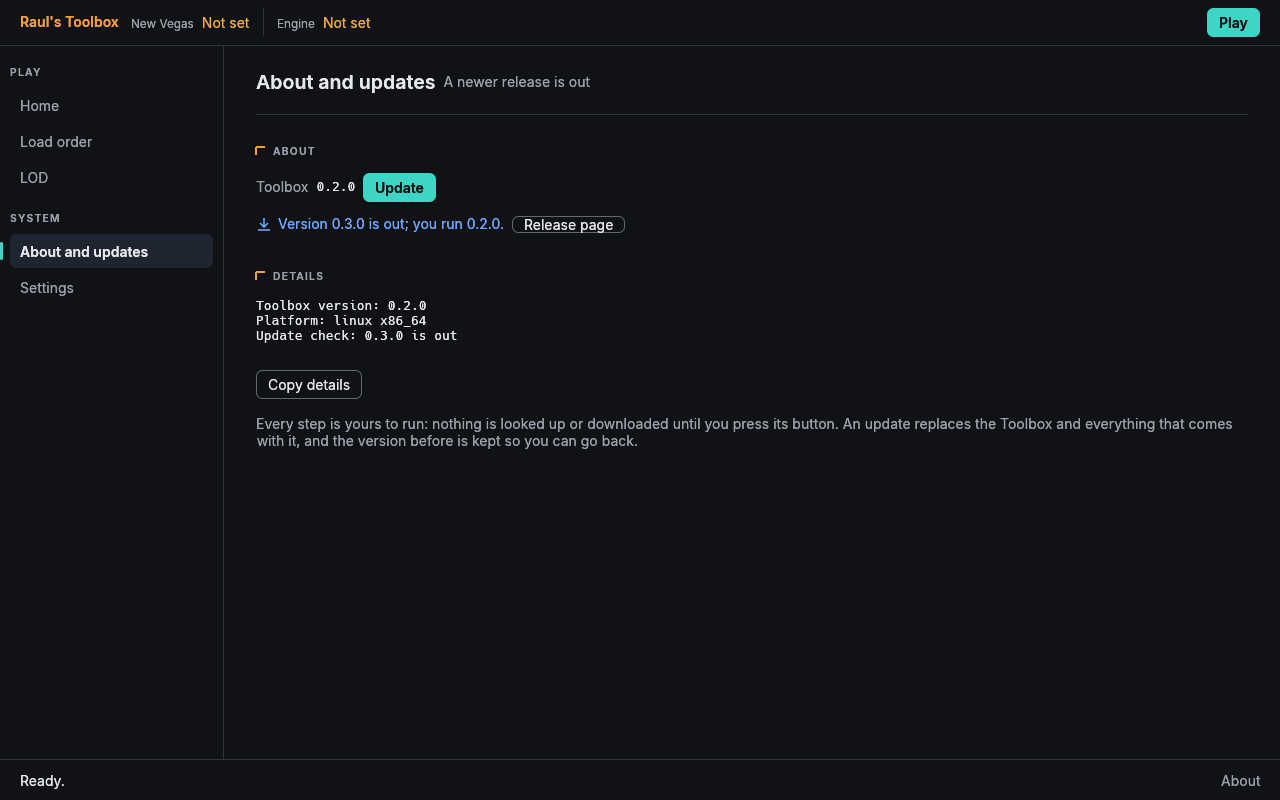 Raul's Toolbox New Vegas Not set Engine Not set Play
PLAY
Home
Load order
LOD
SYSTEM
About and updates
Settings
About and updates A newer release is out
ABOUT
Toolbox 0.2.0 Update
Version 0.3.0 is out; you run 0.2.0. Release page
DETAILS
Toolbox version: 0.2.0
Platform: linux x86_64
Update check: 0.3.0 is out
Copy details
Every step is yours to run: nothing is looked up or downloaded until you press its button. An update replaces the Toolbox and everything that comes
with it, and the version before is kept so you can go back.
Ready. About